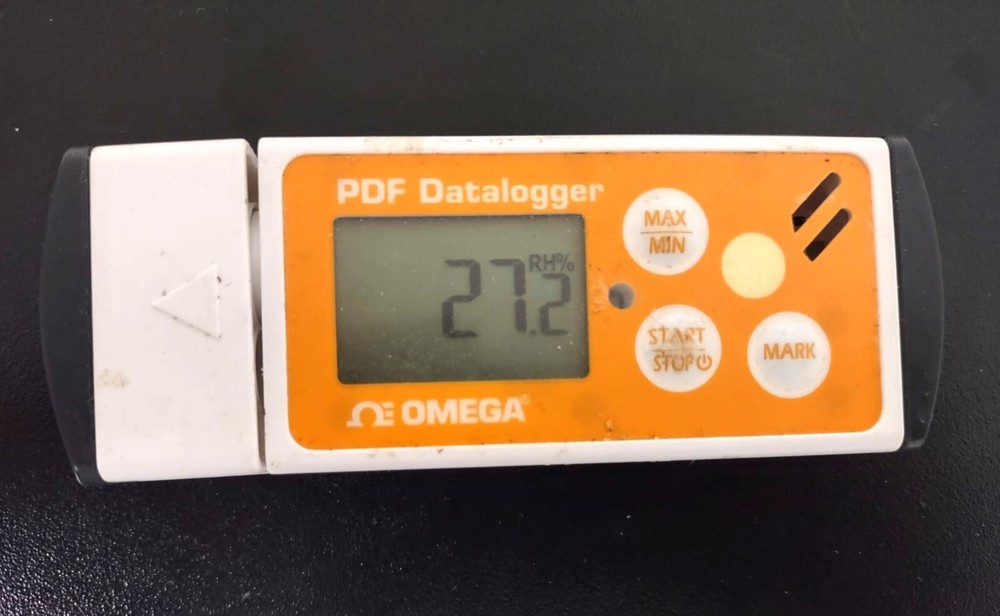 PDF Datalogger
RH%
27.2
OMEGA®
MAX
MIN
START
STOP
MARK